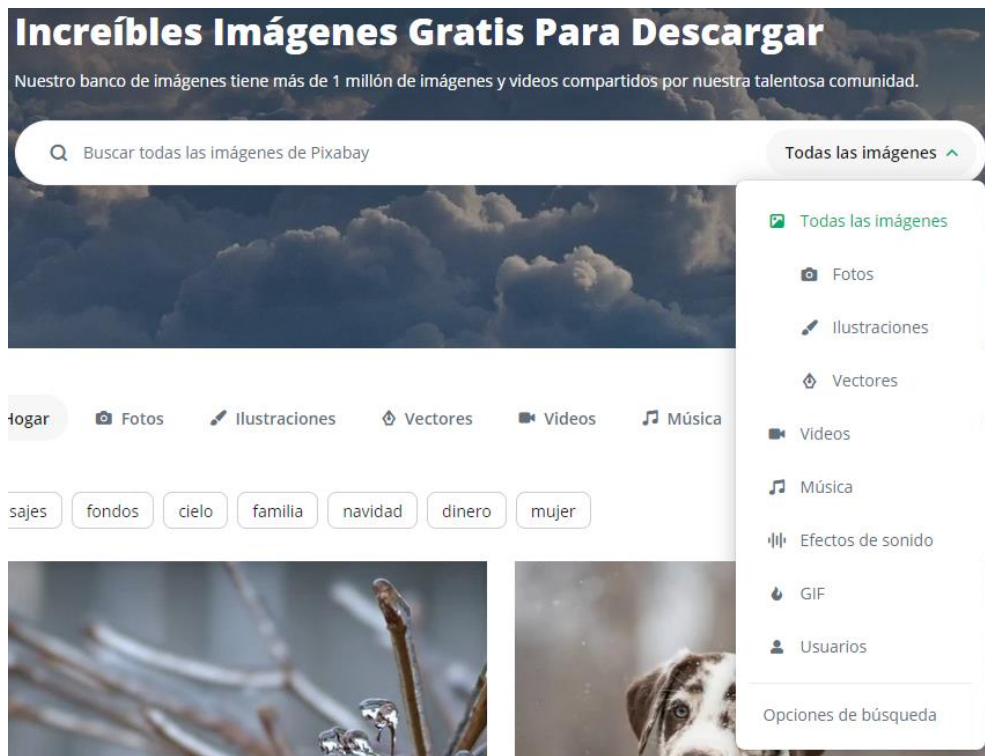 Increíbles Imágenes Gratis Para Descargar
Nuestro banco de imágenes tiene más de 1 millón de imágenes y videos compartidos por nuestra talentosa comunidad.
Buscar todas las imágenes de Pixabay
Todas las imágenes
Todas las imágenes
Fotos
Ilustraciones
Vectores
Videos
Música
Efectos de sonido
GIF
Usuarios
Opciones de búsqueda
Hogar Fotos Ilustraciones Vectores Videos Música
sajes fondos cielo familia navidad dinero mujer